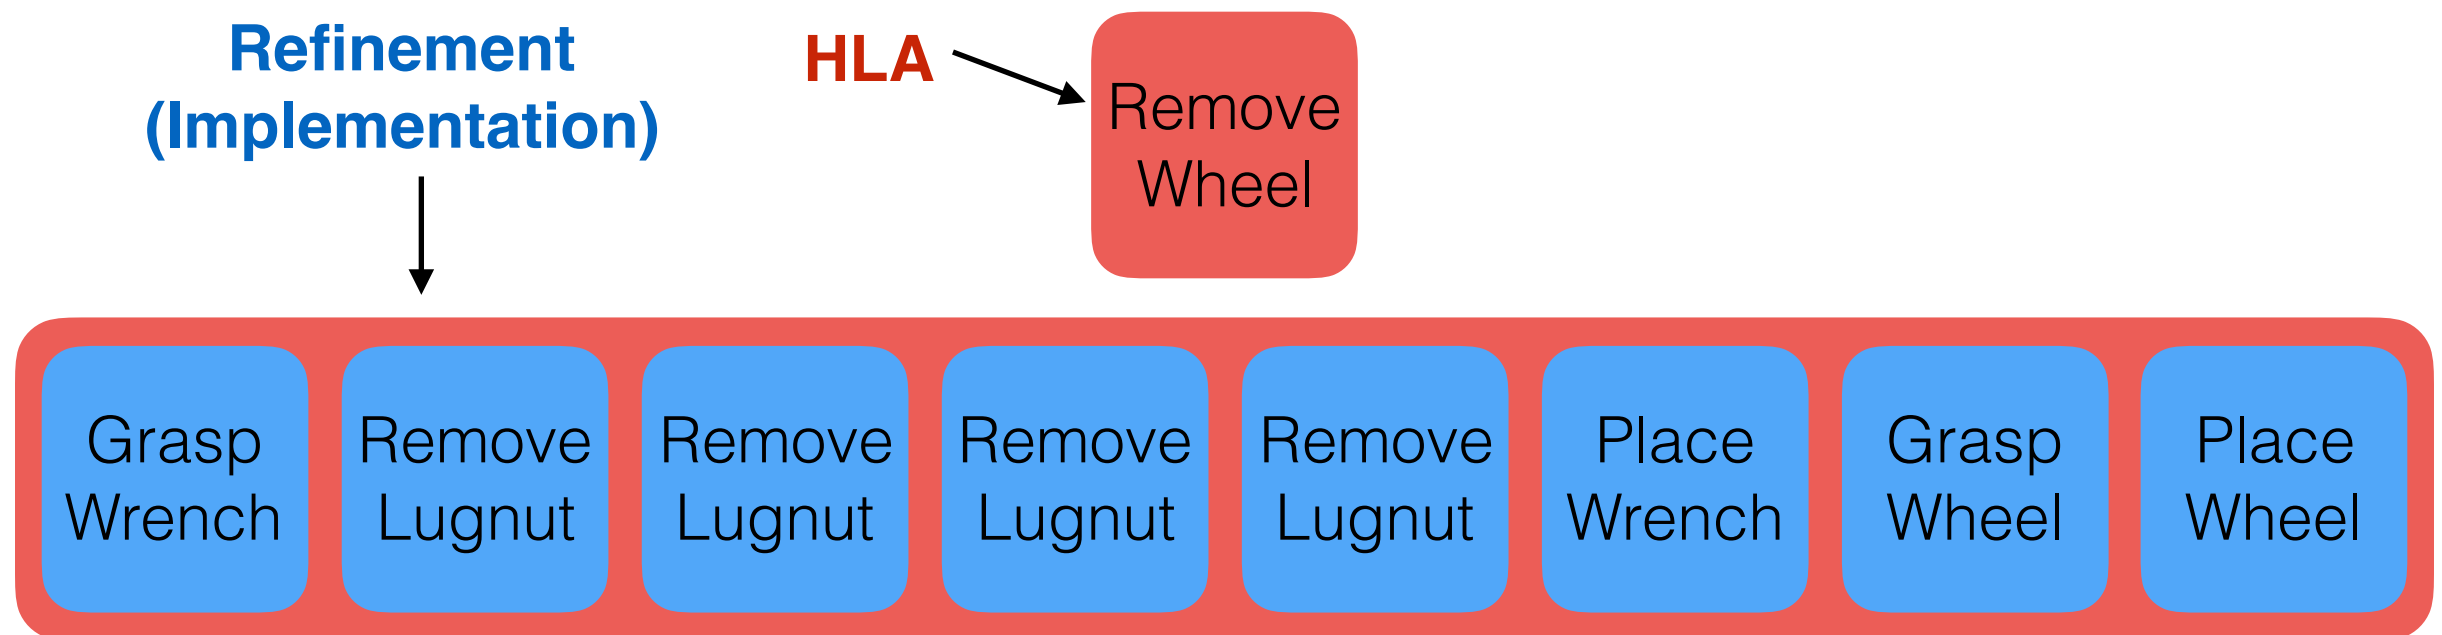 Refinement
(Implementation)
HLA
Remove
Wheel
Grasp
Wrench
Remove
Lugnut
Remove
Lugnut
Remove
Lugnut
Remove
Lugnut
Place
Wrench
Grasp
Wheel
Place
Wheel